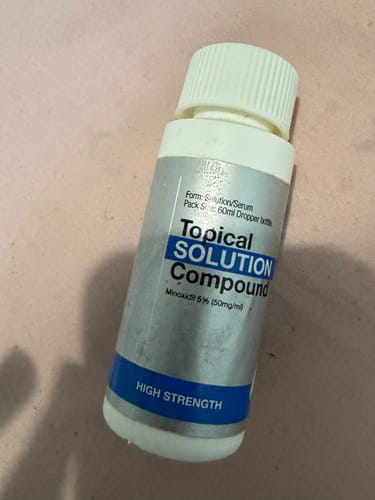 Form: Solution/Serum
Pack Size: 60ml Dropper bottle.
Topical
SOLUTION
Compound
Minoxidil 5% (50mg/ml)
HIGH STRENGTH